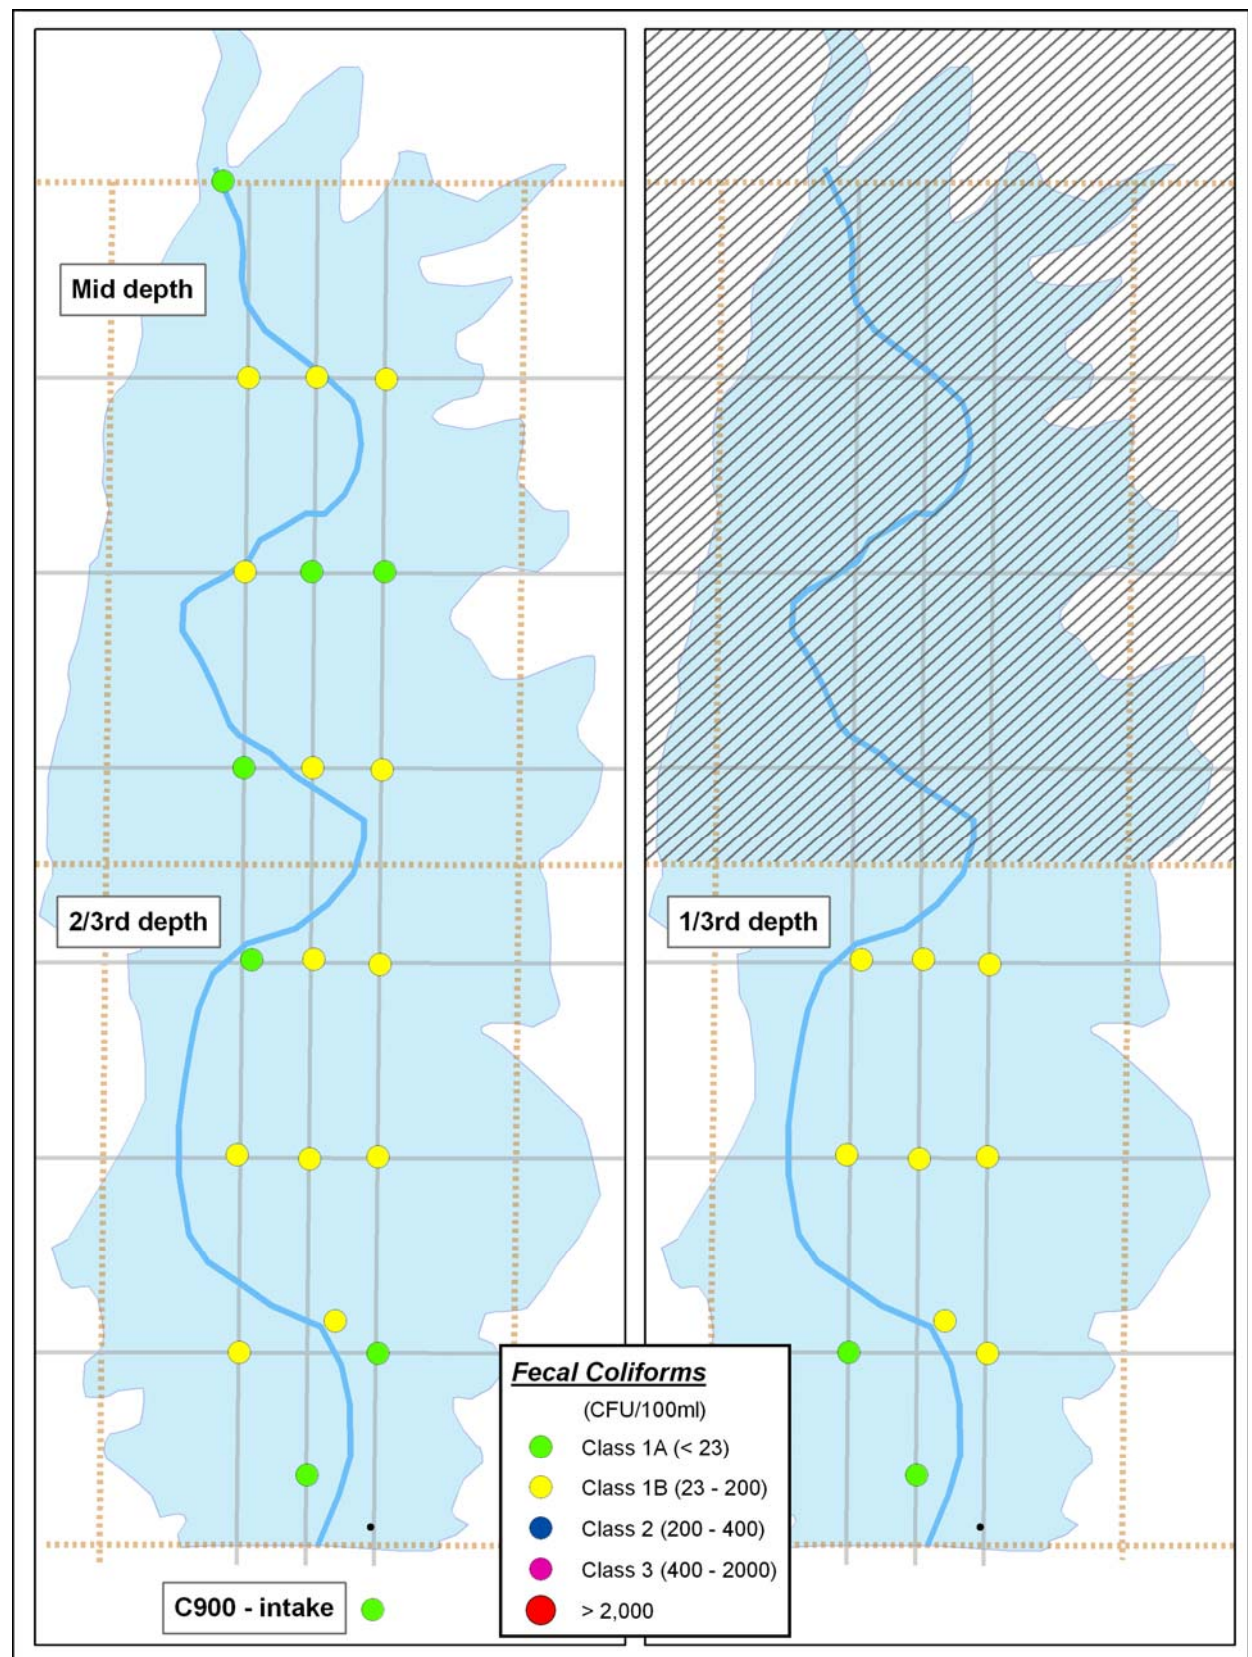 Mid depth
2/3rd depth
1/3rd depth
C900 - intake
Fecal Coliforms
(CFU/100ml)
Class 1A (< 23)
Class 1B (23 - 200)
Class 2 (200 - 400)
Class 3 (400 - 2000)
> 2,000